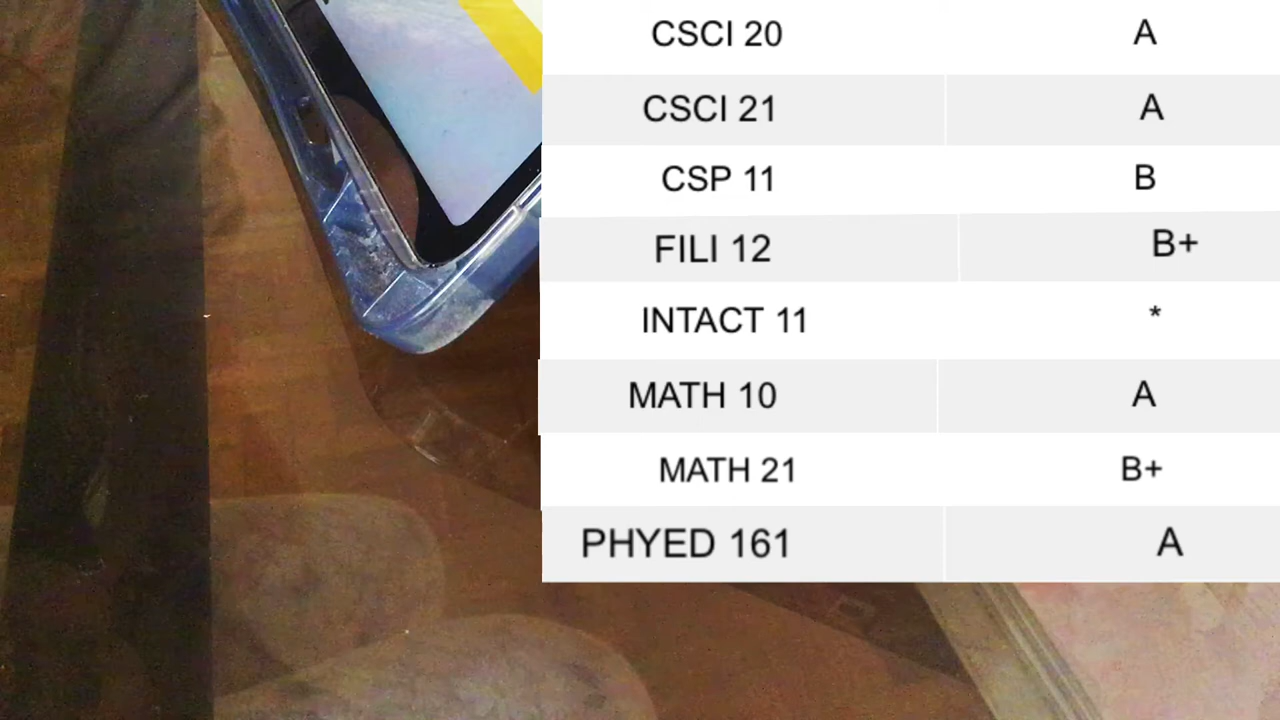 CSCI 20 A
CSCI 21 A
CSP 11 B
FILI 12 B+
INTACT 11 *
MATH 10 A
MATH 21 B+
PHYED 161 A